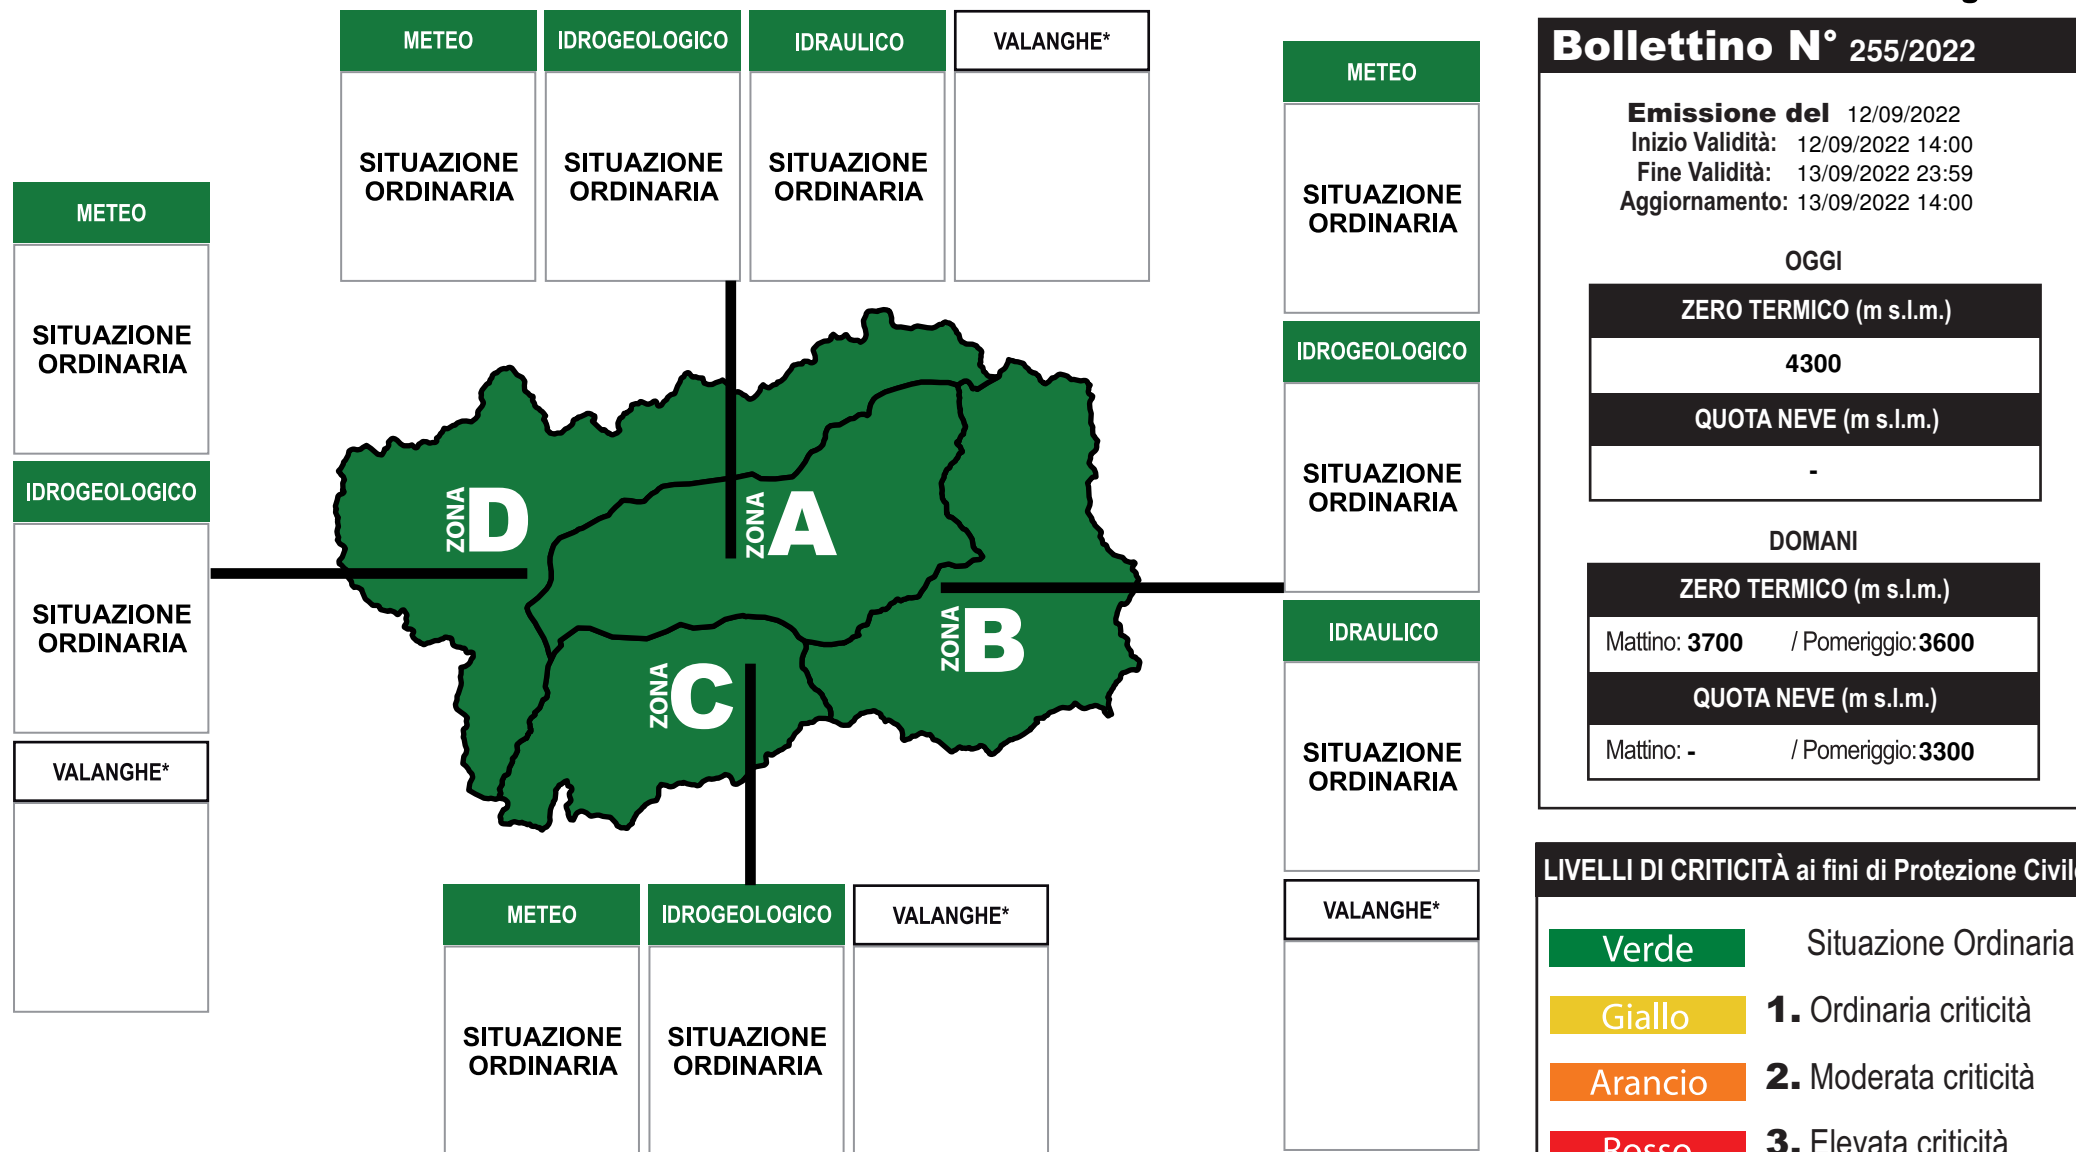 METEO IDROGEOLOGICO IDRAULICO VALANGHE*
SITUAZIONE ORDINARIA
SITUAZIONE ORDINARIA
SITUAZIONE ORDINARIA
METEO
SITUAZIONE
ORDINARIA
IDROGEOLOGICO
SITUAZIONE
ORDINARIA
VALANGHE*
ZONA D
ZONA A
ZONA B
ZONA C
METEO
SITUAZIONE
ORDINARIA
IDROGEOLOGICO
SITUAZIONE
ORDINARIA
IDRAULICO
SITUAZIONE
ORDINARIA
VALANGHE*
METEO IDROGEOLOGICO VALANGHE*
SITUAZIONE ORDINARIA
SITUAZIONE ORDINARIA
Bollettino N° 255/2022
Emissione del 12/09/2022
Inizio Validità: 12/09/2022 14:00
Fine Validità: 13/09/2022 23:59
Aggiornamento: 13/09/2022 14:00
OGGI
ZERO TERMICO (m s.l.m.)
4300
QUOTA NEVE (m s.l.m.)
-
DOMANI
ZERO TERMICO (m s.l.m.)
Mattino: 3700 / Pomeriggio: 3600
QUOTA NEVE (m s.l.m.)
Mattino: - / Pomeriggio: 3300
LIVELLI DI CRITICITÀ ai fini di Protezione Civile
Verde Situazione Ordinaria
Giallo 1. Ordinaria criticità
Arancio 2. Moderata criticità
Rosso 3. Elevata criticità